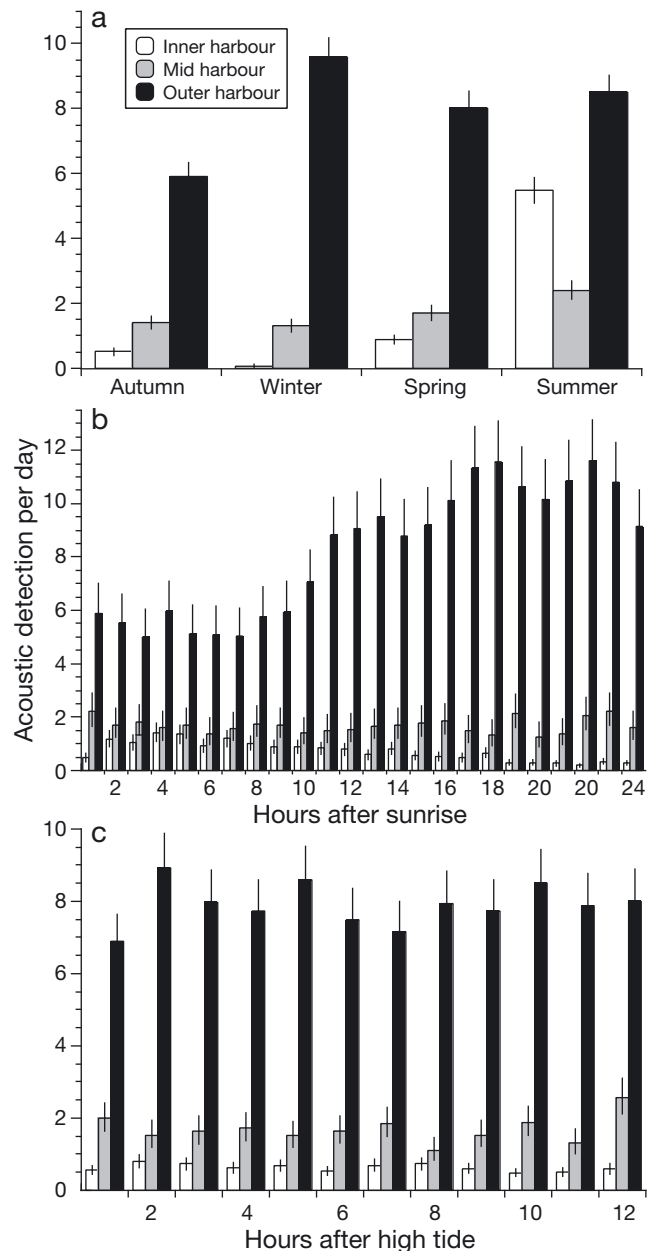 a
10
8
6
4
2
0
Inner harbour
Mid harbour
Outer harbour
Autumn Winter Spring Summer
b
12
10
8
6
4
2
0
2 4 6 8 10 12 14 16 18 20 20 24
Hours after sunrise
Acoustic detection per day
c
10
8
6
4
2
0
2 4 6 8 10 12
Hours after high tide